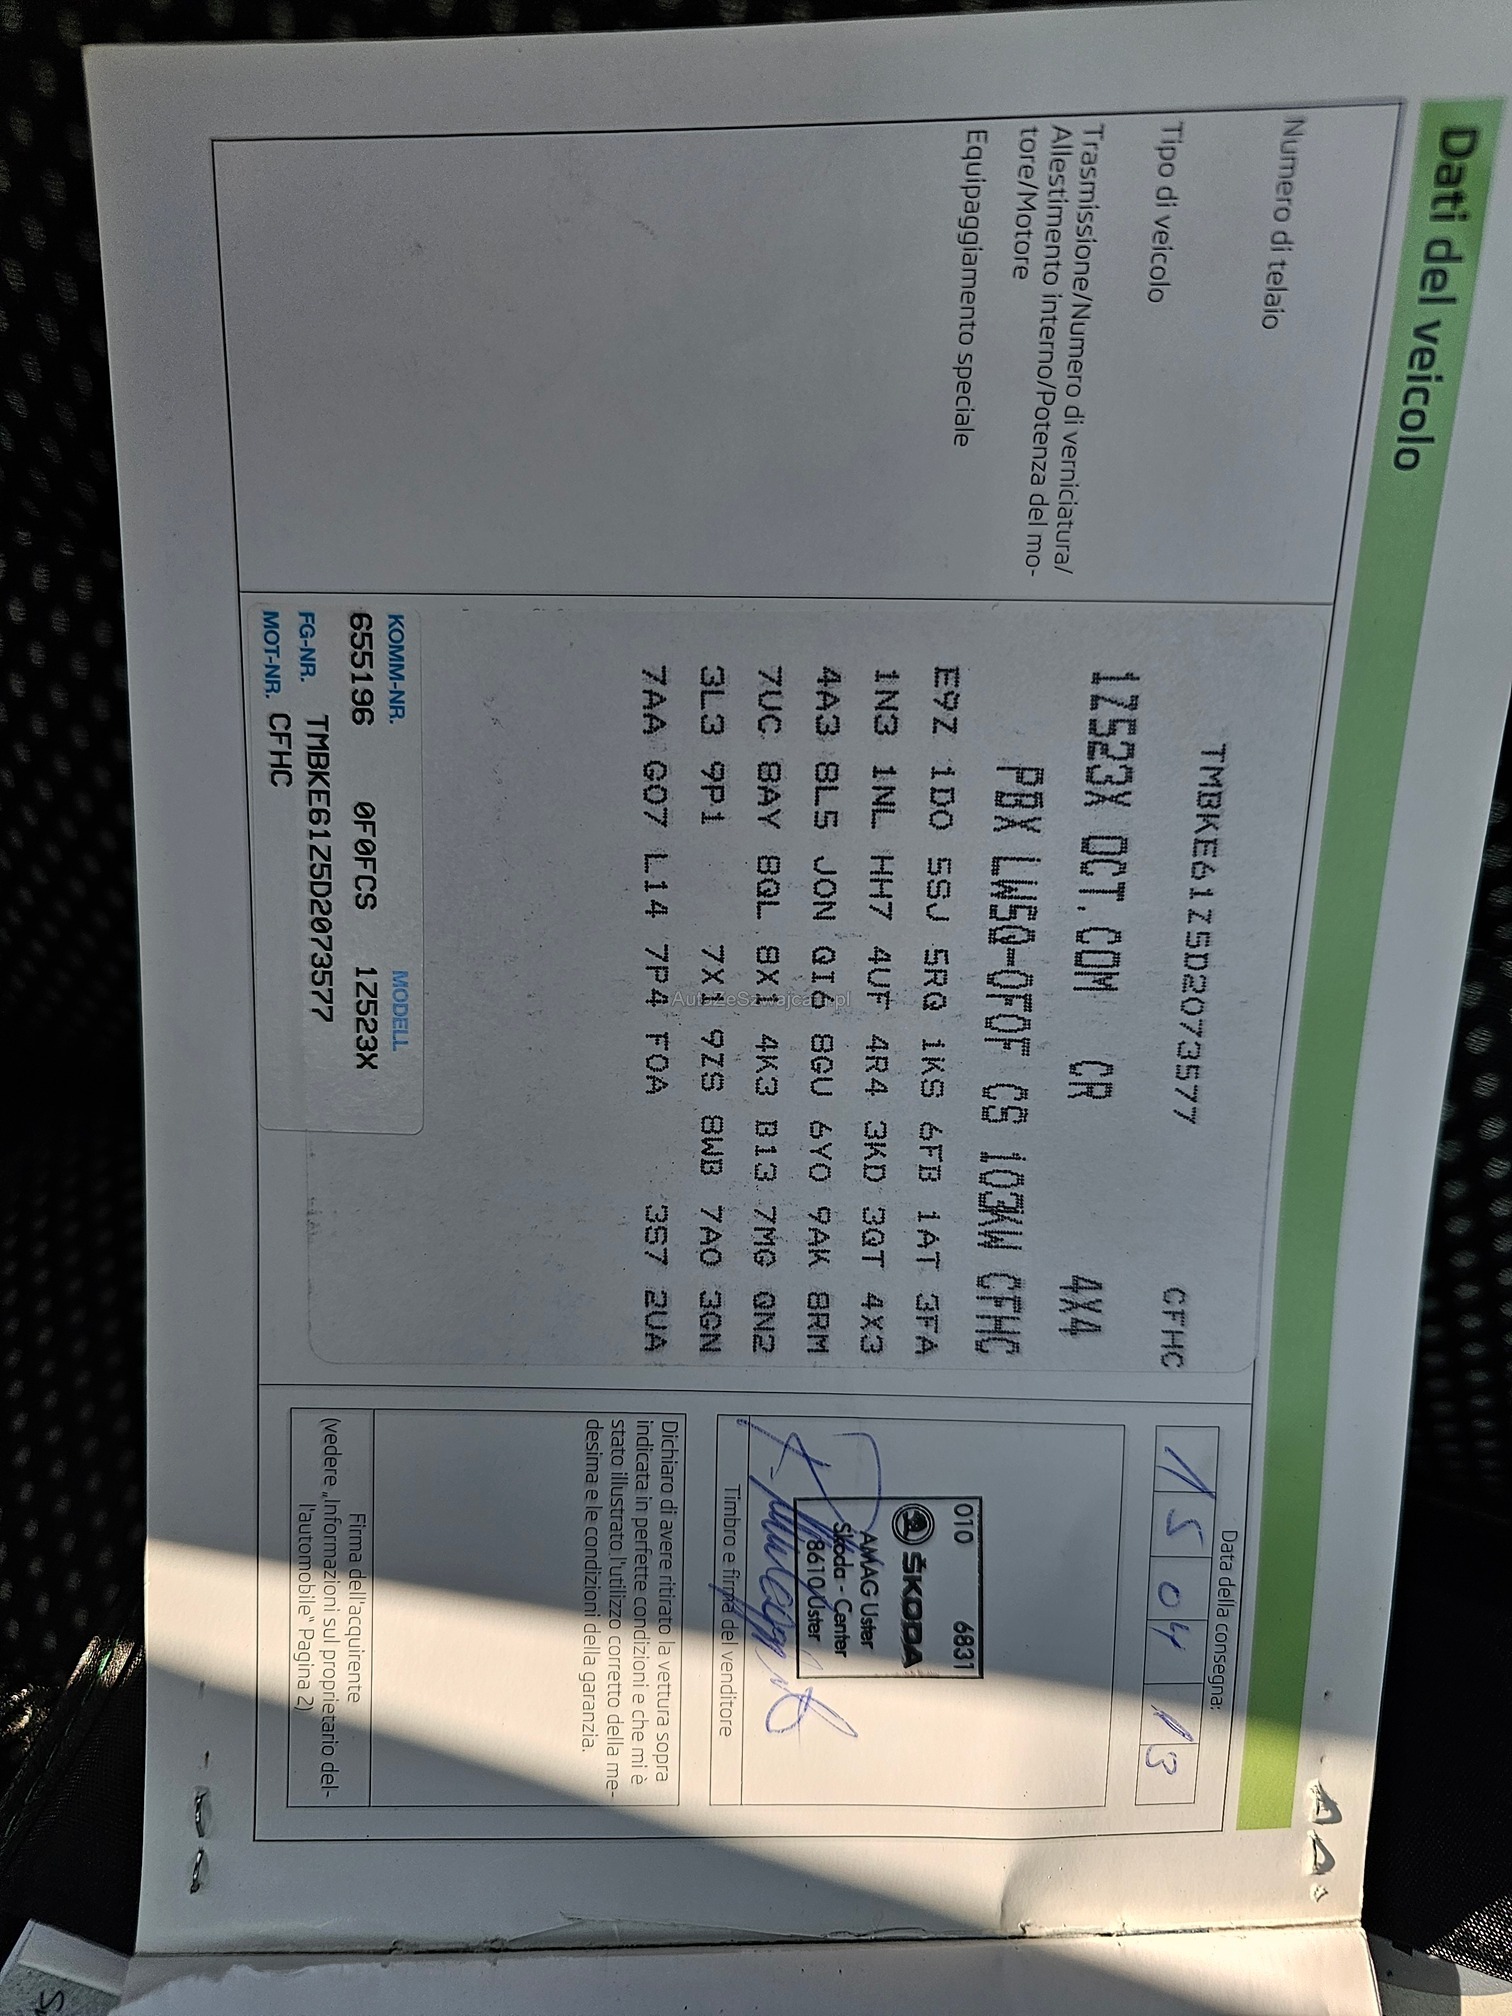 Dati del veicolo
Numero di telaio
TMBKE61Z5D2073577 CFHC
Tipo di veicolo
1Z523X OCT.COM CR 4X4
Trasmissione/Numero di verniciatura/
Allestimento interno/Potenza del mo-
tore/Motore
PBX LW5Q-0F0F CS 103KW CFHC
Equipaggiamento speciale
E9Z 1D0 5SJ 5RQ 1KS 6FB 1AT 3FA
1N3 1NL HH7 4UF 4R4 3KD 3QT 4X3
4A3 8L5 J0N QI6 8GU 6Y0 9AK 8RM
7UC 8AY 8QL 8X1 4K3 B13 7MG QN2
3L3 9P1 7X1 9ZS 8WB 7A0 3GN
7AA G07 L14 7P4 F0A 3S7 2UA
KOMM-NR. MODELL
655196 0F0FCS 1Z523X
FG-NR. TMBKE61Z5D2073577
MOT-NR. CFHC
Data della consegna:
15 04 13
010 6831
ŠKODA
AMAG Uster
Skoda - Center
8610 Uster
Timbro e firma del venditore
Dichiaro di avere ritirato la vettura sopra
indicata in perfette condizioni e che mi è
stato illustrato l'utilizzo corretto della me-
desima e le condizioni della garanzia.
Firma dell'acquirente
(vedere „Informazioni sul proprietario del-
l'automobile“ Pagina 2)
AutaZeSzwajcarii.pl